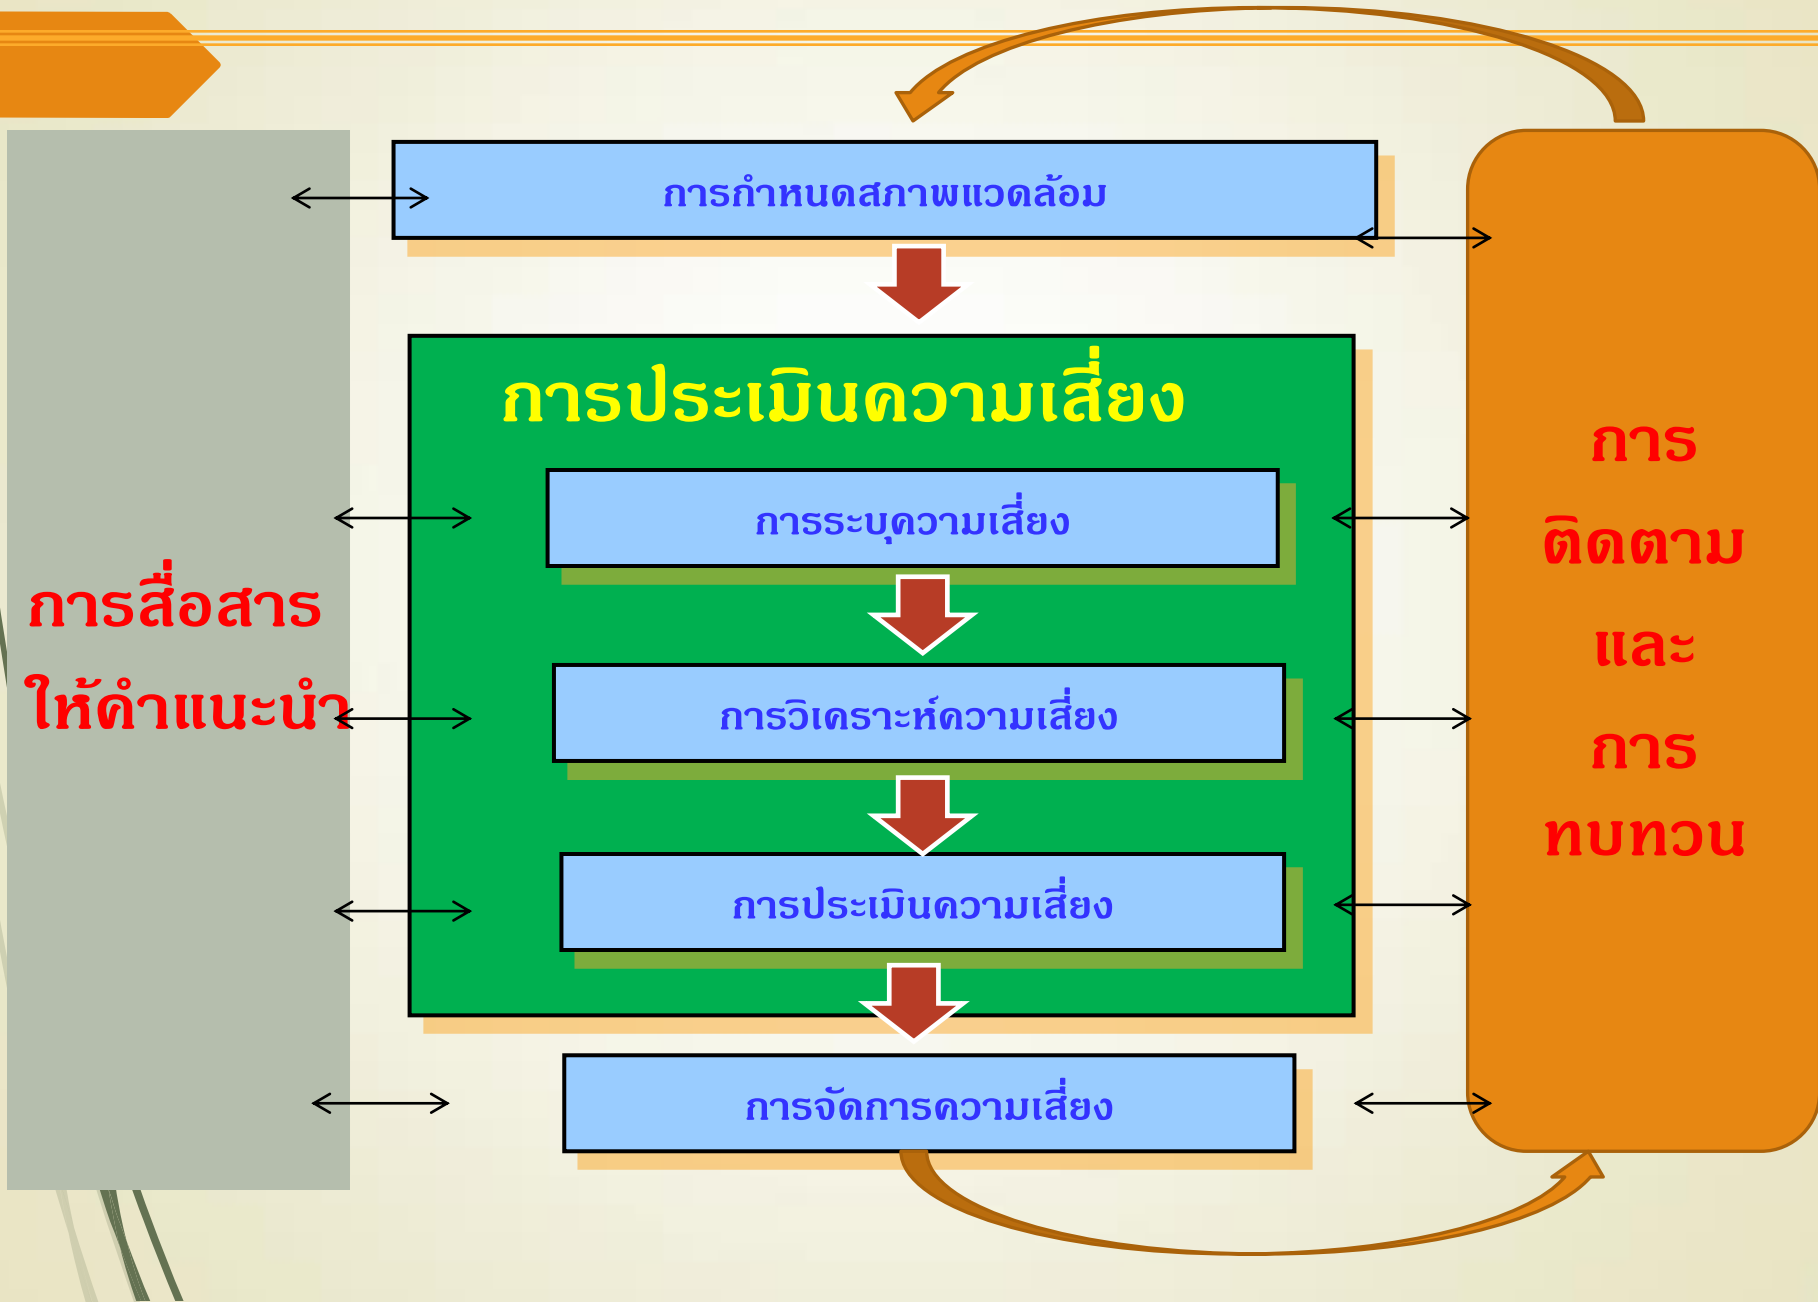 การกำหนดสภาพแวดล้อม
การประเมินความเสี่ยง
การระบุความเสี่ยง
การวิเคราะห์ความเสี่ยง
การประเมินความเสี่ยง
การจัดการความเสี่ยง
การสื่อสาร
ให้คำแนะนำ
การ
ติดตาม
และ
การ
ทบทวน